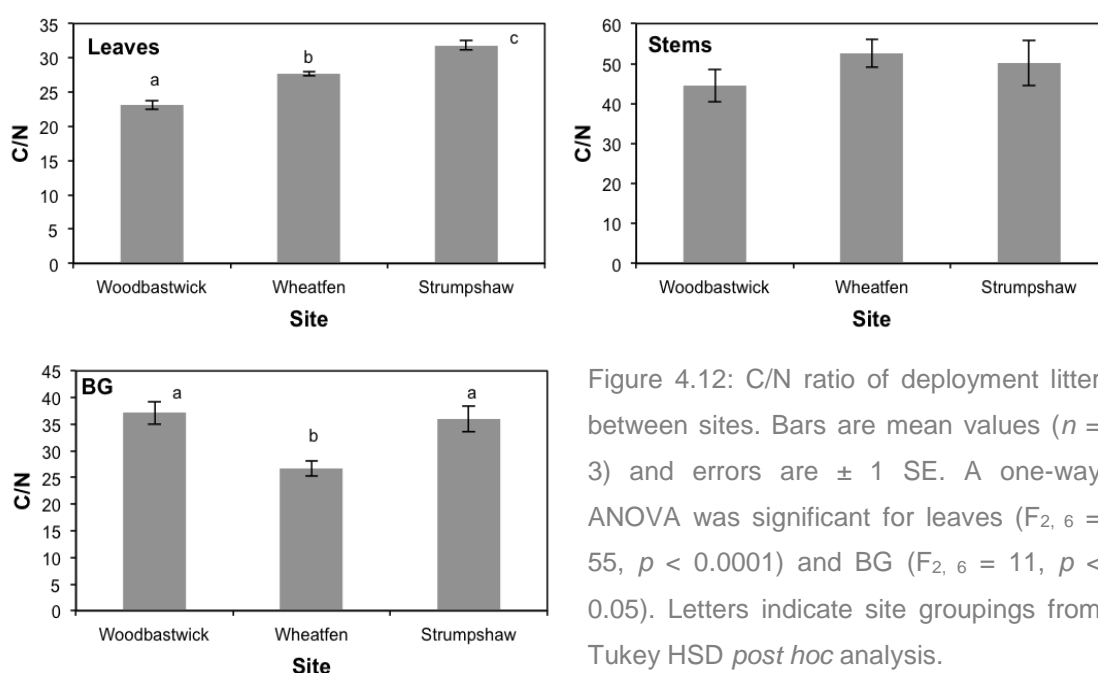 Leaves
35
30
25
20
15
10
5
0
C/N
a
b
c
Woodbastwick Wheatfen Strumpshaw
Site
Stems
60
50
40
30
20
10
0
C/N
Woodbastwick Wheatfen Strumpshaw
Site
BG
45
40
35
30
25
20
15
10
5
0
C/N
a
b
a
Woodbastwick Wheatfen Strumpshaw
Site
Figure 4.12: C/N ratio of deployment litter
between sites. Bars are mean values (n =
3) and errors are ± 1 SE. A one-way
ANOVA was significant for leaves (F2, 6 =
55, p < 0.0001) and BG (F2, 6 = 11, p <
0.05). Letters indicate site groupings from
Tukey HSD post hoc analysis.